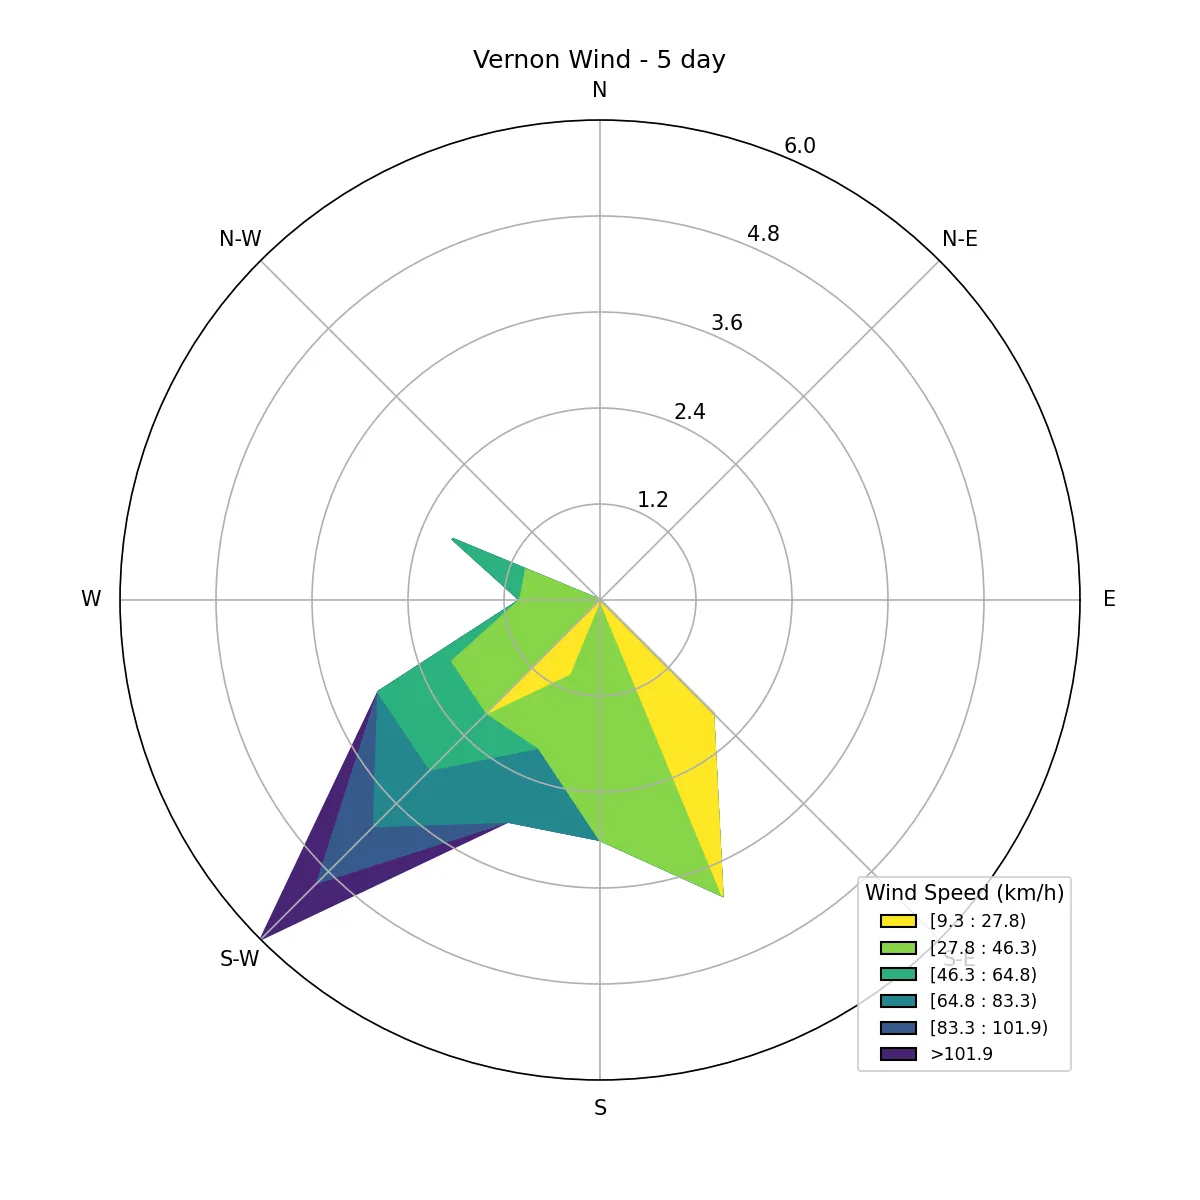 Vernon Wind - 5 day
N
6.0
N-W
N-E
4.8
3.6
2.4
1.2
W
E
Wind Speed (km/h)
[9.3 : 27.8)
[27.8 : 46.3)
S-W
S-E
[46.3 : 64.8)
[64.8 : 83.3)
[83.3 : 101.9)
>101.9
S